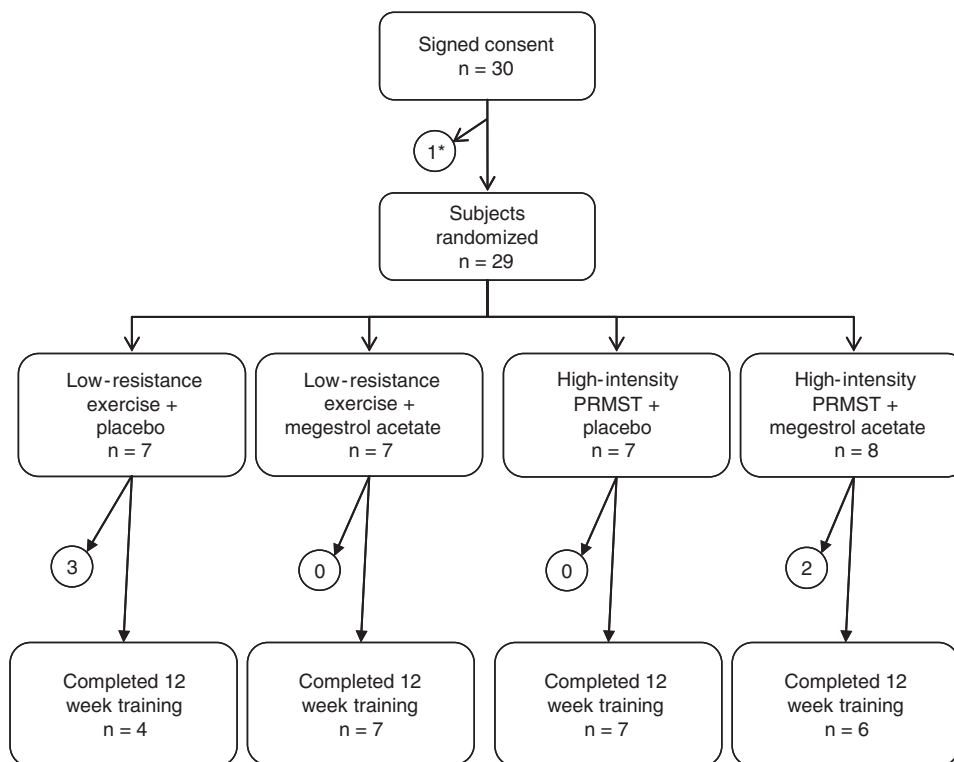 Signed consent
n = 30
1*
Subjects
randomized
n = 29
Low-resistance
exercise +
placebo
n = 7
Low-resistance
exercise +
megestrol acetate
n = 7
High-intensity
PRMST +
placebo
n = 7
High-intensity
PRMST +
megestrol acetate
n = 8
3
0
0
2
Completed 12
week training
n = 4
Completed 12
week training
n = 7
Completed 12
week training
n = 7
Completed 12
week training
n = 6